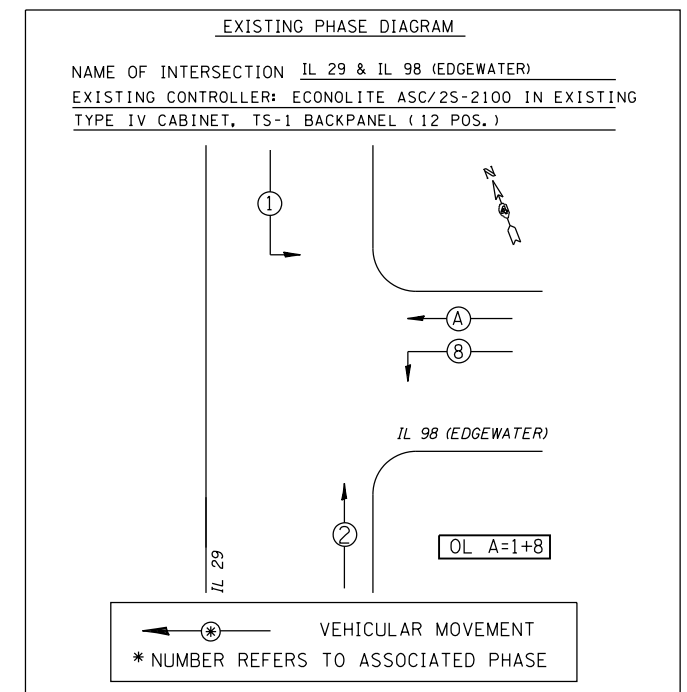 EXISTING PHASE DIAGRAM
NAME OF INTERSECTION IL 29 & IL 98 (EDGEWATER)
EXISTING CONTROLLER: ECONOLITE ASC/2S-2100 IN EXISTING
TYPE IV CABINET, TS-1 BACKPANEL (12 POS.)
N
1
A
8
IL 98 (EDGEWATER)
2
OL A=1+8
IL 29
* VEHICULAR MOVEMENT
* NUMBER REFERS TO ASSOCIATED PHASE